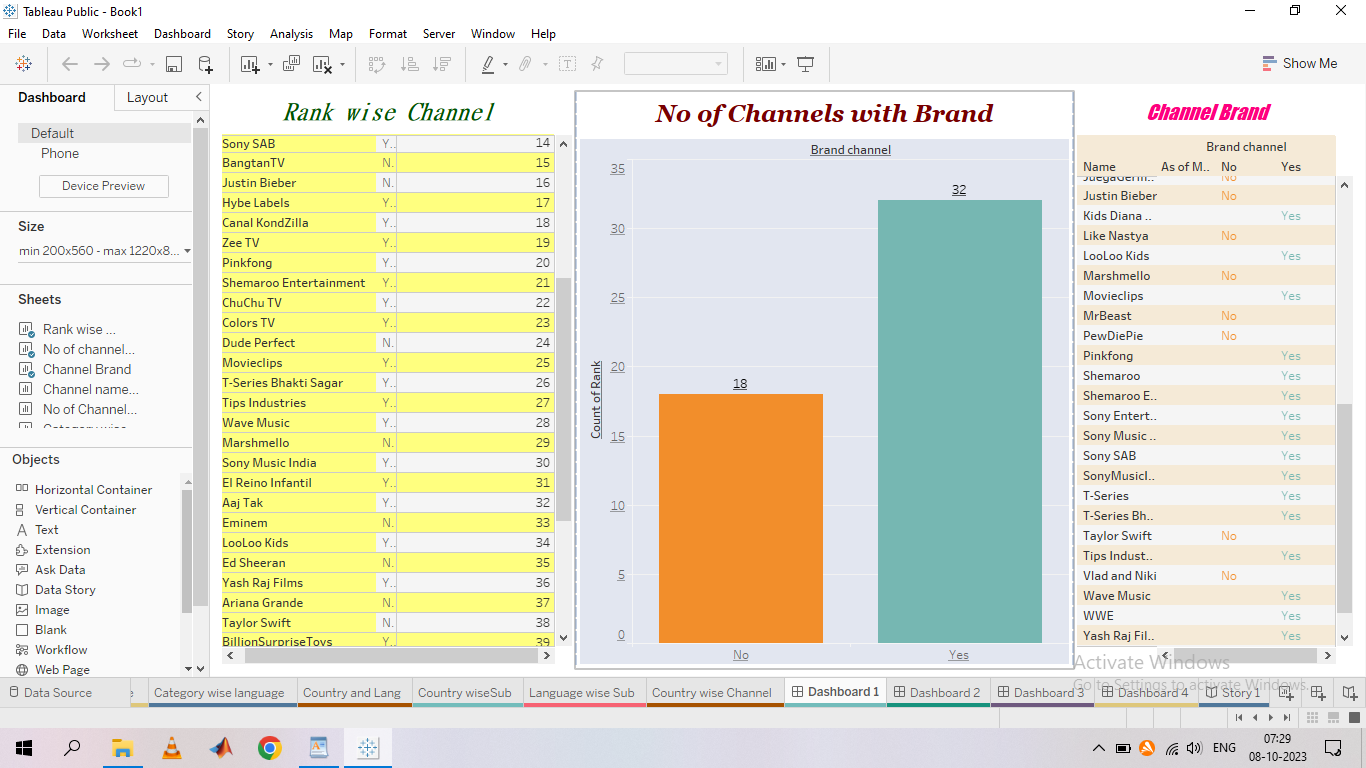 Tableau Public - Book1
File Data Worksheet Dashboard Story Analysis Map Format Server Window Help
Show Me
Dashboard Layout
Default
Phone
Device Preview
Size
min 200x560 - max 1220x8...
Sheets
Rank wise ...
No of channel...
Channel Brand
Channel name...
No of Channel...
Objects
Horizontal Container
Vertical Container
Text
Extension
Ask Data
Data Story
Image
Blank
Workflow
Web Page
Rank wise Channel
Sony SAB Y.. 14
BangtanTV N. 15
Justin Bieber N. 16
Hybe Labels Y.. 17
Canal KondZilla Y.. 18
Zee TV Y.. 19
Pinkfong Y.. 20
Shemaroo Entertainment Y.. 21
ChuChu TV Y.. 22
Colors TV Y.. 23
Dude Perfect N. 24
Movieclips Y.. 25
T-Series Bhakti Sagar Y.. 26
Tips Industries Y.. 27
Wave Music Y.. 28
Marshmello N. 29
Sony Music India Y.. 30
El Reino Infantil Y.. 31
Aaj Tak Y.. 32
Eminem N. 33
LooLoo Kids Y.. 34
Ed Sheeran N. 35
Yash Raj Films Y.. 36
Ariana Grande N. 37
Taylor Swift N. 38
BillionSurpriseToys Y.. 39
No of Channels with Brand
Brand channel
Count of Rank
35
30
25
20
15
10
5
0
18
32
No Yes
Channel Brand
Brand channel
Name As of M.. No Yes
JuegaGerm.. No
Justin Bieber No
Kids Diana .. Yes
Like Nastya No
LooLoo Kids Yes
Marshmello No
Movieclips Yes
MrBeast No
PewDiePie No
Pinkfong Yes
Shemaroo Yes
Shemaroo E.. Yes
Sony Entert.. Yes
Sony Music .. Yes
Sony SAB Yes
SonyMusicI.. Yes
T-Series Yes
T-Series Bh.. Yes
Taylor Swift No
Tips Indust.. Yes
Vlad and Niki No
Wave Music Yes
WWE Yes
Yash Raj Fil.. Yes
Activate Windows
Go to Settings to activate Windows.
Data Source Category wise language Country and Lang Country wiseSub Language wise Sub Country wise Channel Dashboard 1 Dashboard 2 Dashboard 3 Dashboard 4 Story 1
ENG
07:29
08-10-2023